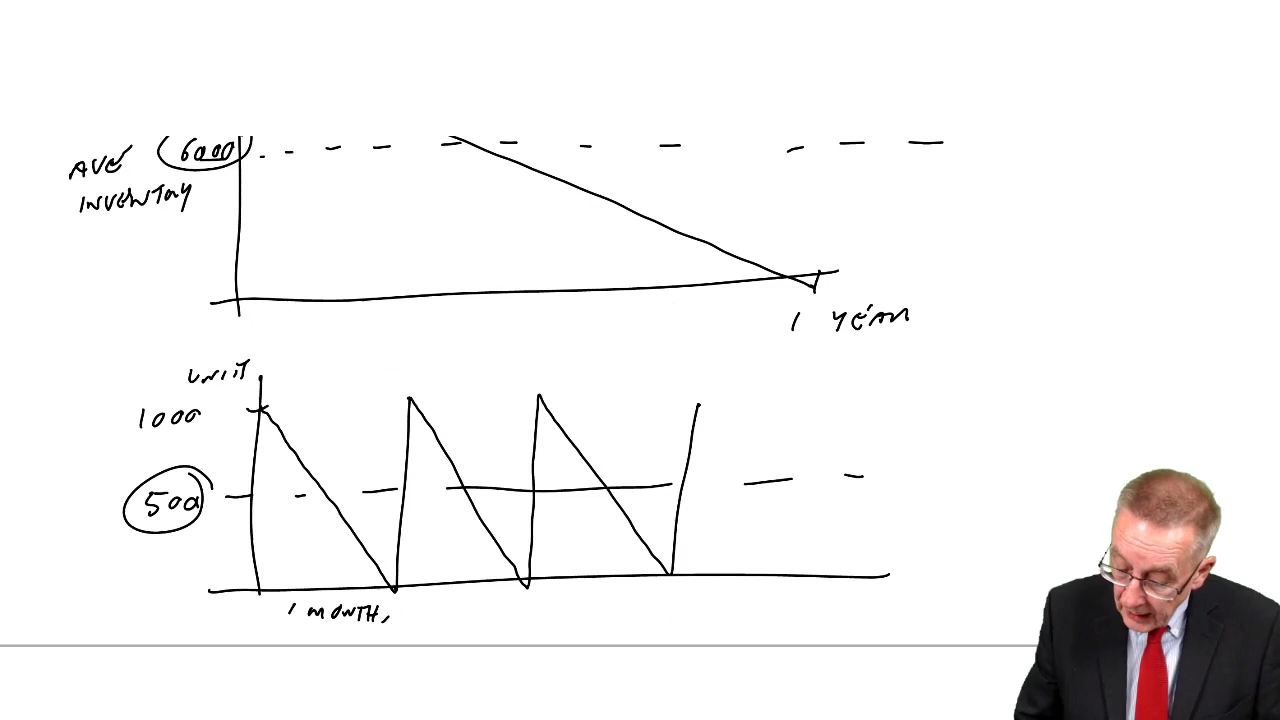 AVE 6000
INVENTORY
1 YEAR
UNIT
1000
500
1 MONTH